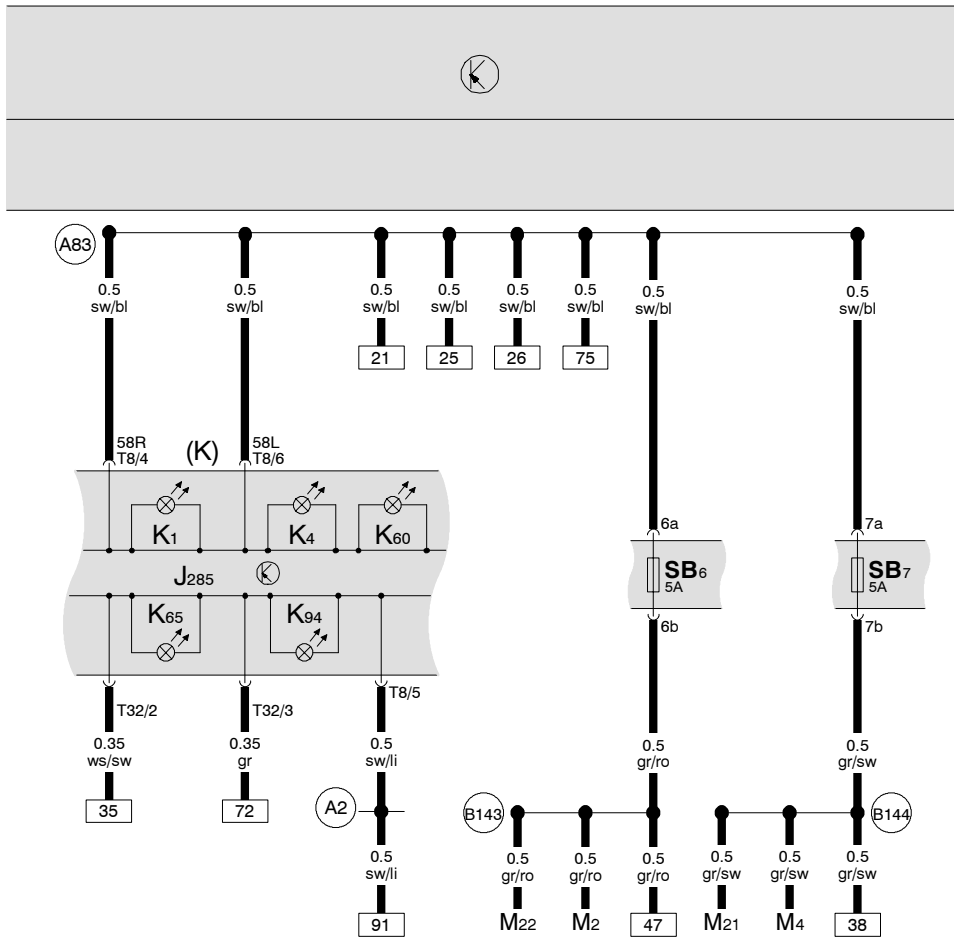 A83
0.5 0.5 0.5 0.5 0.5 0.5 0.5 0.5
sw/bl sw/bl sw/bl sw/bl sw/bl sw/bl sw/bl sw/bl
21 25 26 75
58R (K) 58L
T8/4 T8/6
6a 7a
K1 K4 K60
SB6 SB7
5A 5A
J285
K65 K94
6b 7b
T8/5
T32/2 T32/3
0.35 0.35 0.5 0.5 0.5
ws/sw gr sw/li gr/ro gr/sw
35 72 A2 B143 B144
0.5 0.5 0.5 0.5 0.5 0.5 0.5
sw/li gr/ro gr/ro gr/ro gr/sw gr/sw gr/sw
91 M22 M2 47 M21 M4 38